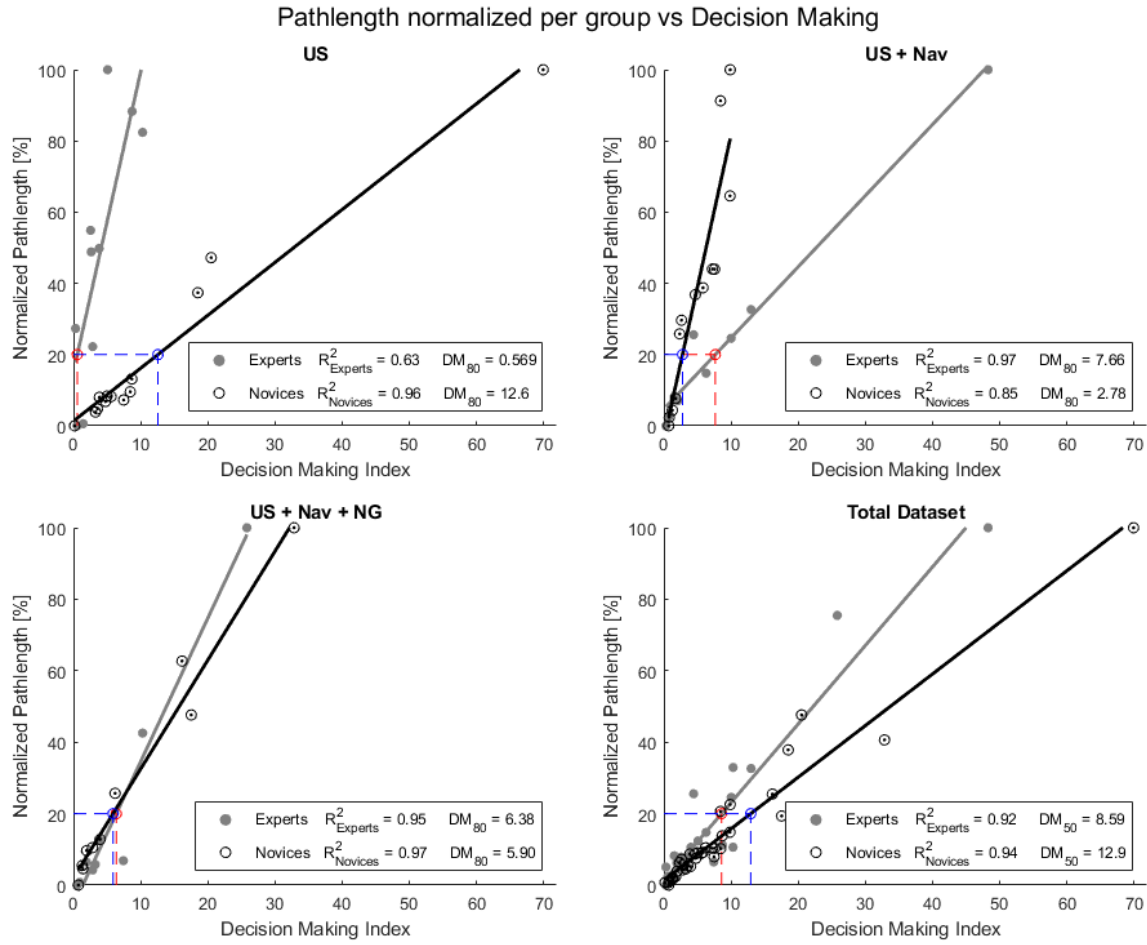 Pathlength normalized per group vs Decision Making
US
Normalized Pathlength [%]
100
80
60
40
20
0
Experts R²Experts = 0.63 DM80 = 0.569
Novices R²Novices = 0.96 DM80 = 12.6
0 10 20 30 40 50 60 70
Decision Making Index
US + Nav
Normalized Pathlength [%]
100
80
60
40
20
0
Experts R²Experts = 0.97 DM80 = 7.66
Novices R²Novices = 0.85 DM80 = 2.78
0 10 20 30 40 50 60 70
Decision Making Index
US + Nav + NG
Normalized Pathlength [%]
100
80
60
40
20
0
Experts R²Experts = 0.95 DM80 = 6.38
Novices R²Novices = 0.97 DM80 = 5.90
0 10 20 30 40 50 60 70
Decision Making Index
Total Dataset
Normalized Pathlength [%]
100
80
60
40
20
0
Experts R²Experts = 0.92 DM50 = 8.59
Novices R²Novices = 0.94 DM50 = 12.9
0 10 20 30 40 50 60 70
Decision Making Index